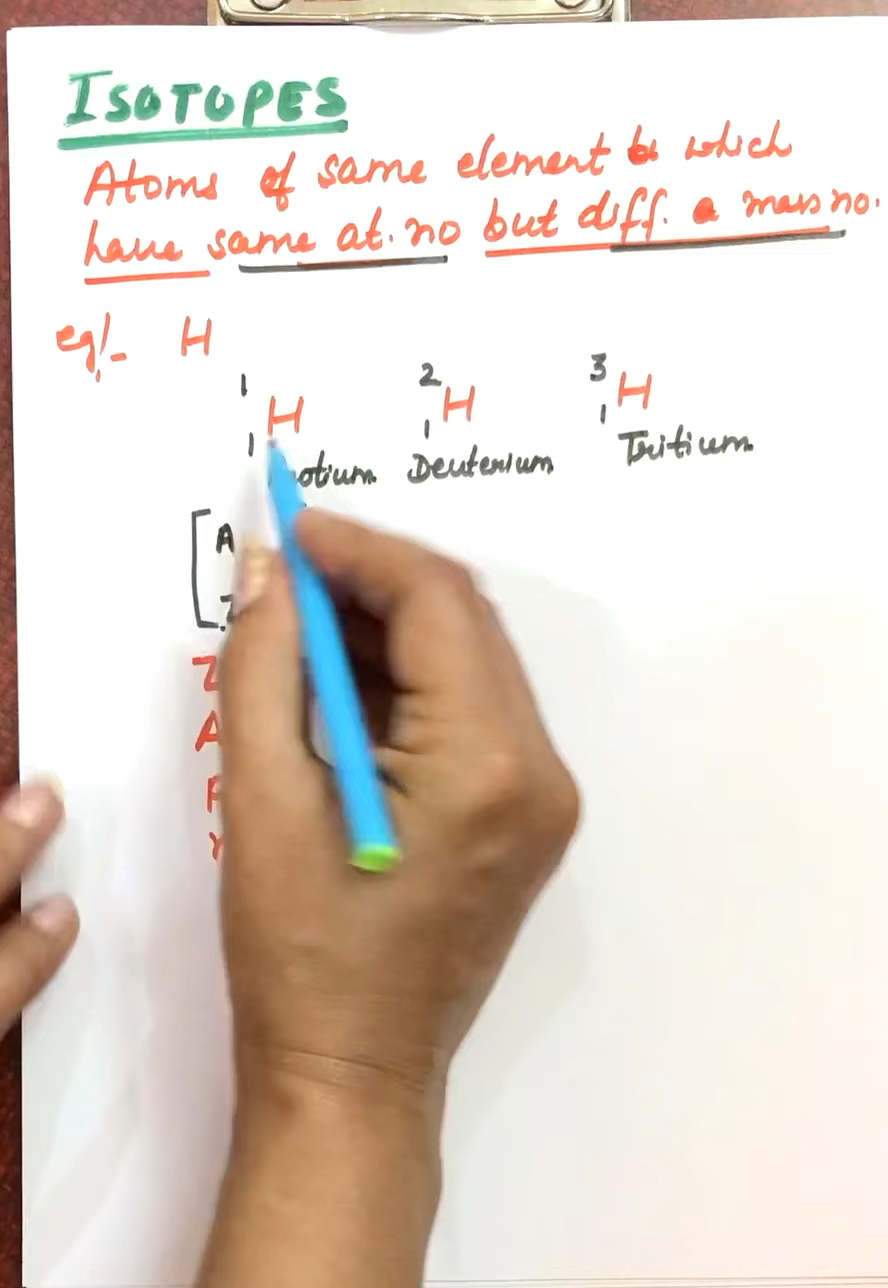 ISOTOPES
Atoms of same element which
have same at. no but diff. mass no.
eg:- H
1 2 3
H H H
1 1 1
Deuterium Tritium
[ A
Z
Z
A